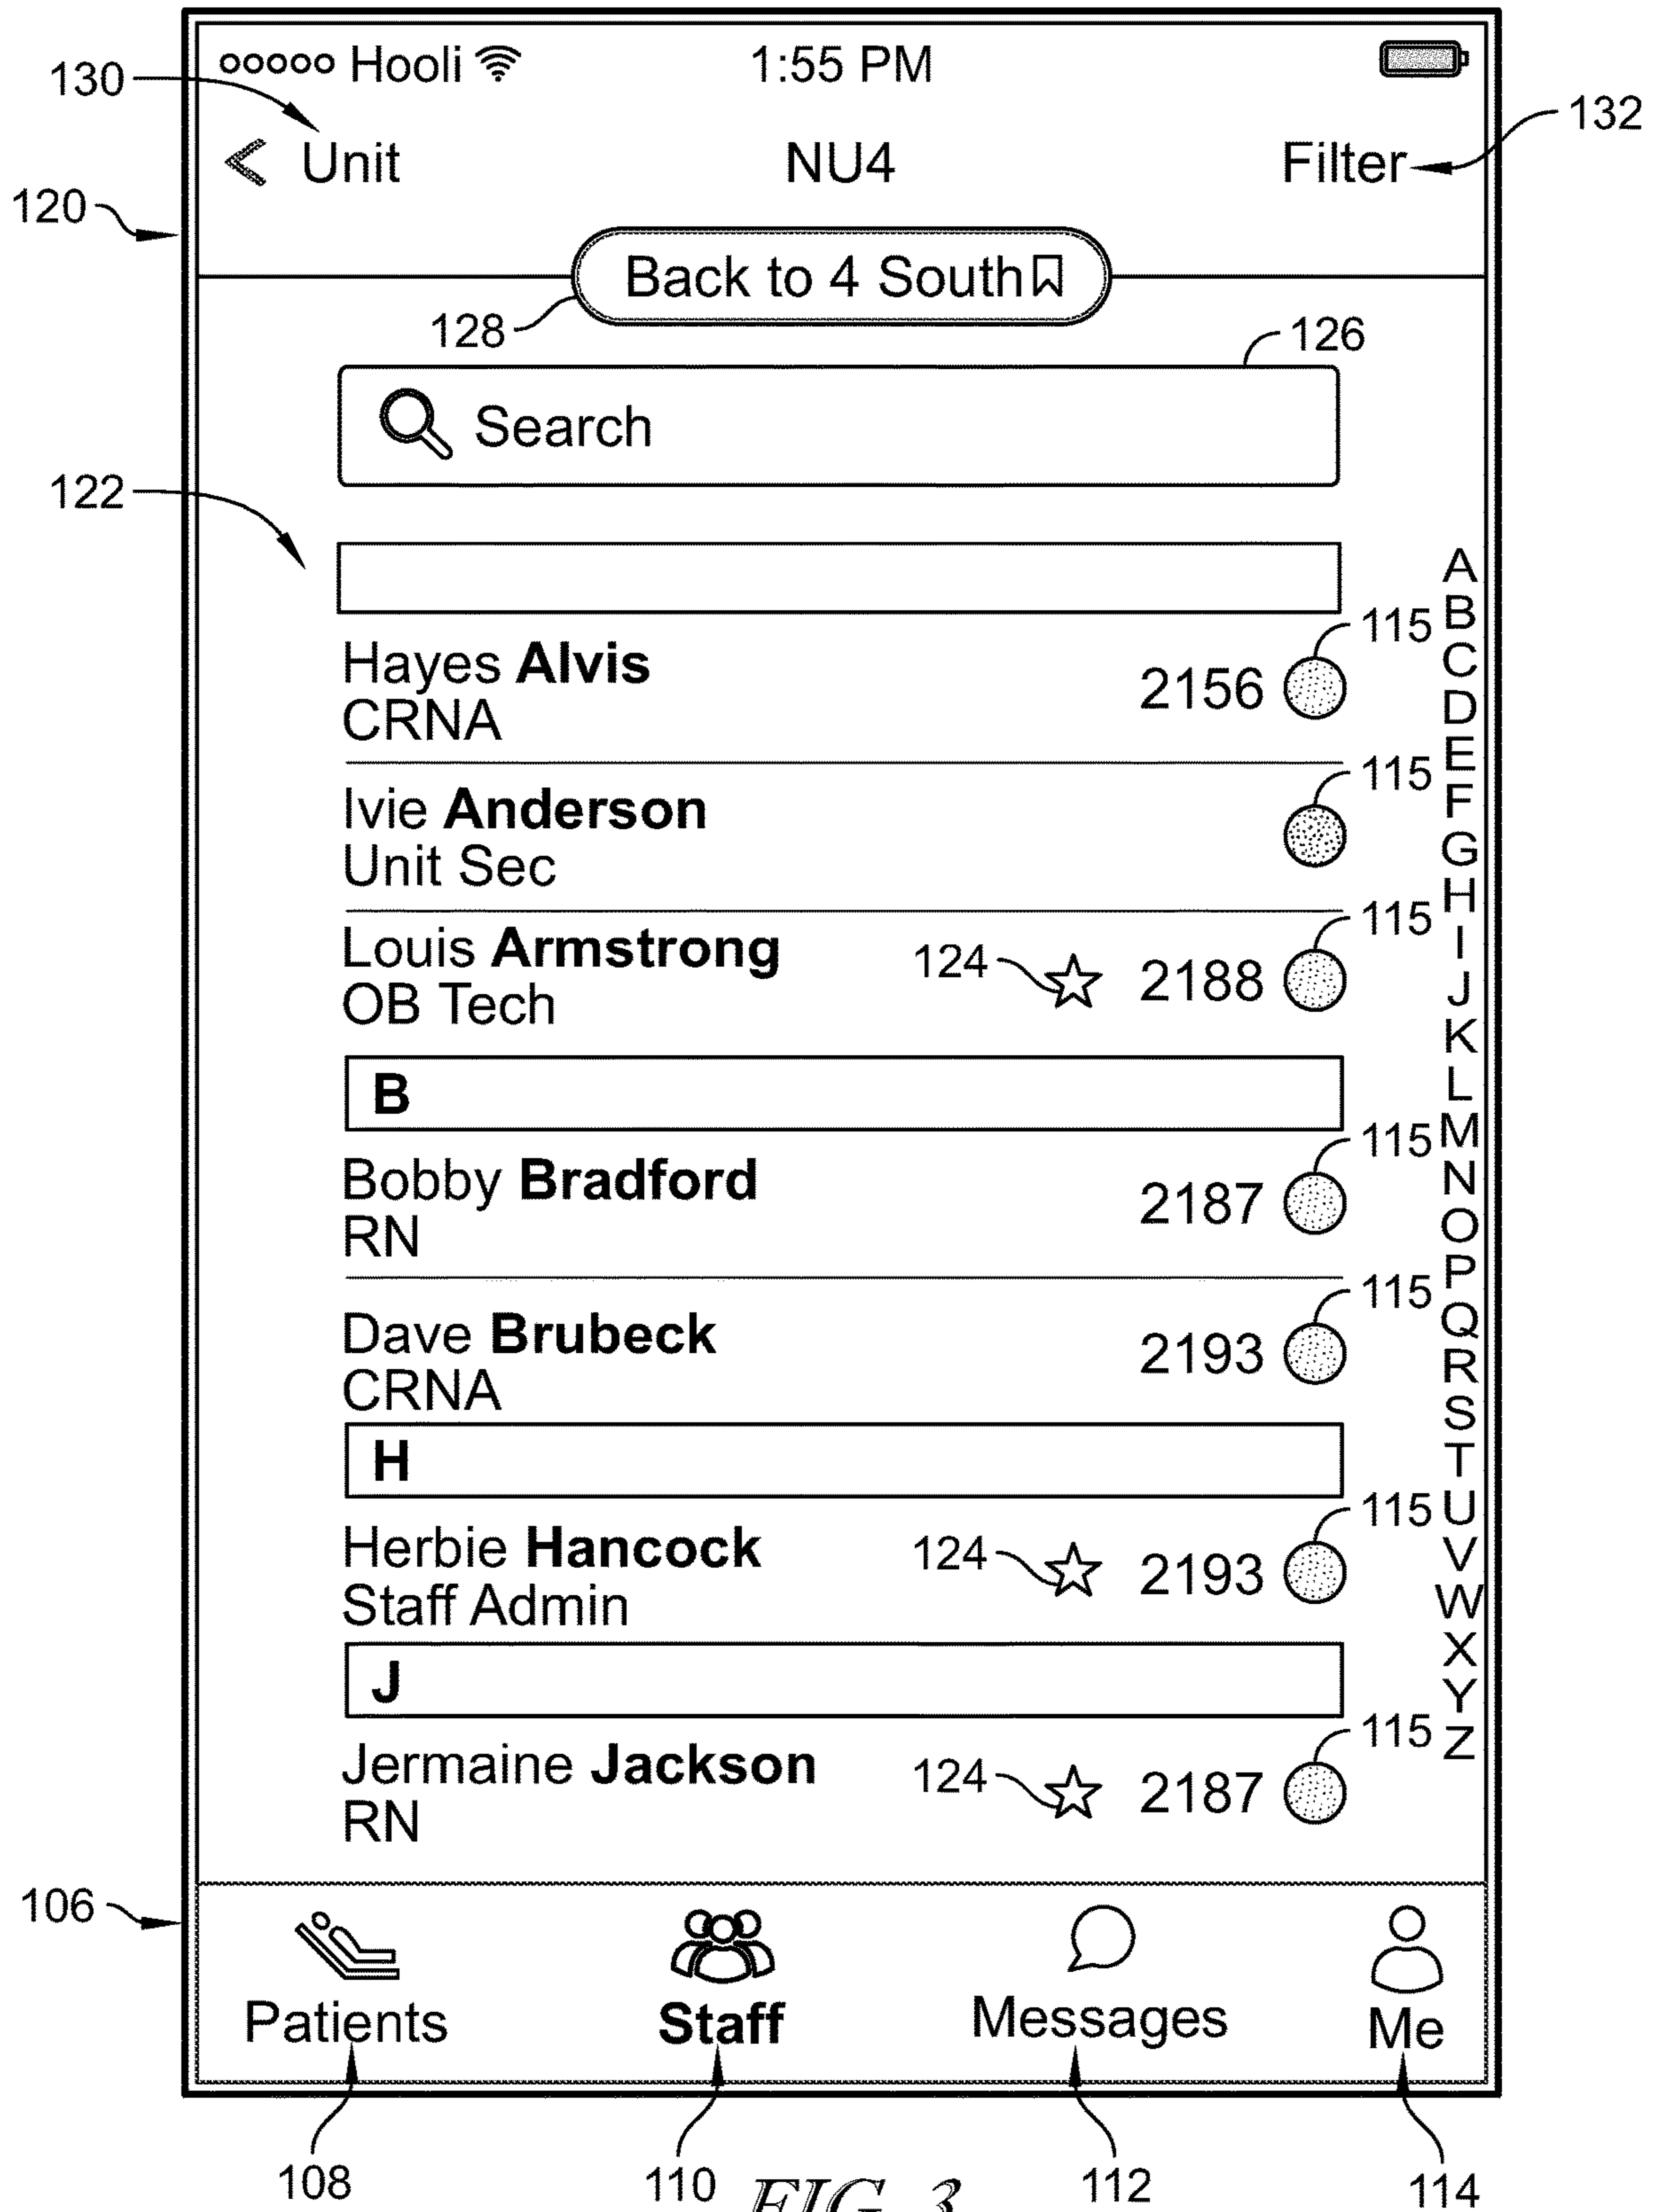 Hooli 1:55 PM
130
132
< Unit NU4 Filter
120
Back to 4 South
128
126
Search
122
A
B
115
Hayes Alvis
2156
C
CRNA
D
E
115
Ivie Anderson
F
Unit Sec
G
H
115
Louis Armstrong
124
2188
I
OB Tech
J
K
B
L
M
115
Bobby Bradford
2187
N
RN
O
P
115
Dave Brubeck
2193
Q
CRNA
R
S
H
T
U
115
Herbie Hancock
124
2193
V
Staff Admin
W
J
X
Y
115
Z
Jermaine Jackson
124
2187
RN
106
Patients Staff Messages Me
108 110 112 114
FIG. 3